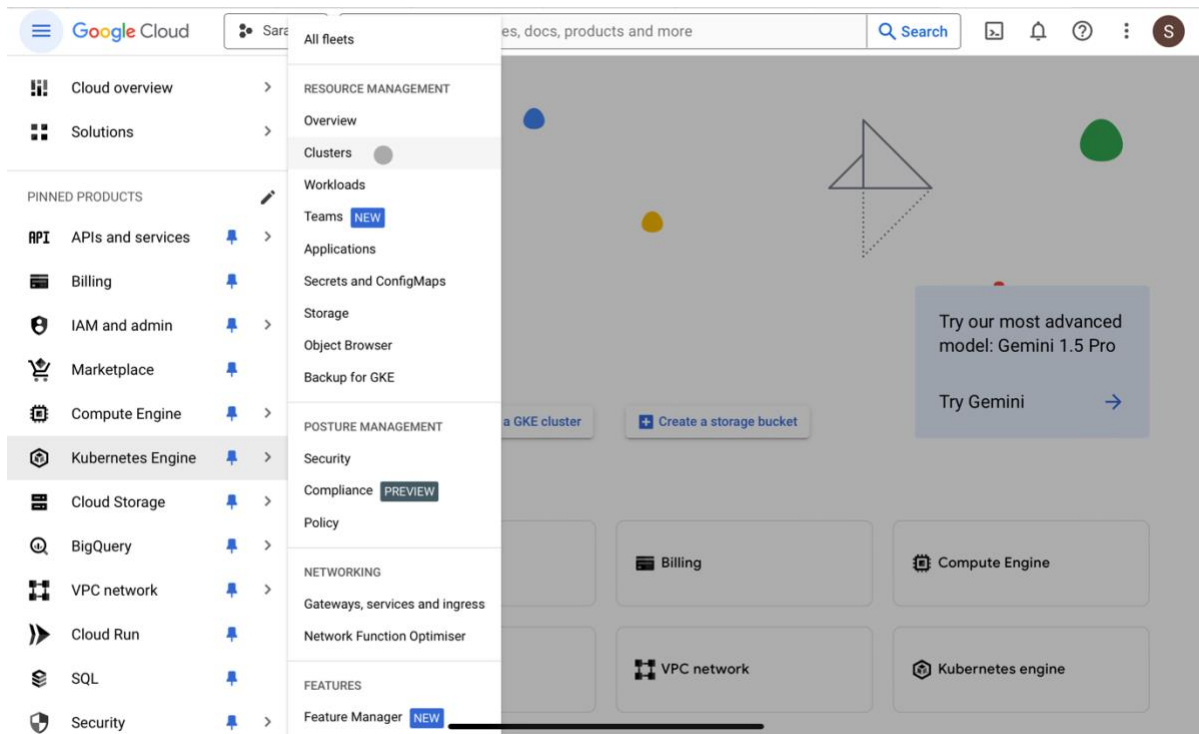 Google Cloud
Sara
es, docs, products and more
Search
S
Cloud overview
Solutions
PINNED PRODUCTS
API APIs and services
Billing
IAM and admin
Marketplace
Compute Engine
Kubernetes Engine
Cloud Storage
BigQuery
VPC network
Cloud Run
SQL
Security
All fleets
RESOURCE MANAGEMENT
Overview
Clusters
Workloads
Teams NEW
Applications
Secrets and ConfigMaps
Storage
Object Browser
Backup for GKE
POSTURE MANAGEMENT
Security
Compliance PREVIEW
Policy
NETWORKING
Gateways, services and ingress
Network Function Optimiser
FEATURES
Feature Manager NEW
Try our most advanced
model: Gemini 1.5 Pro
Try Gemini
a GKE cluster
Create a storage bucket
Billing
Compute Engine
VPC network
Kubernetes engine